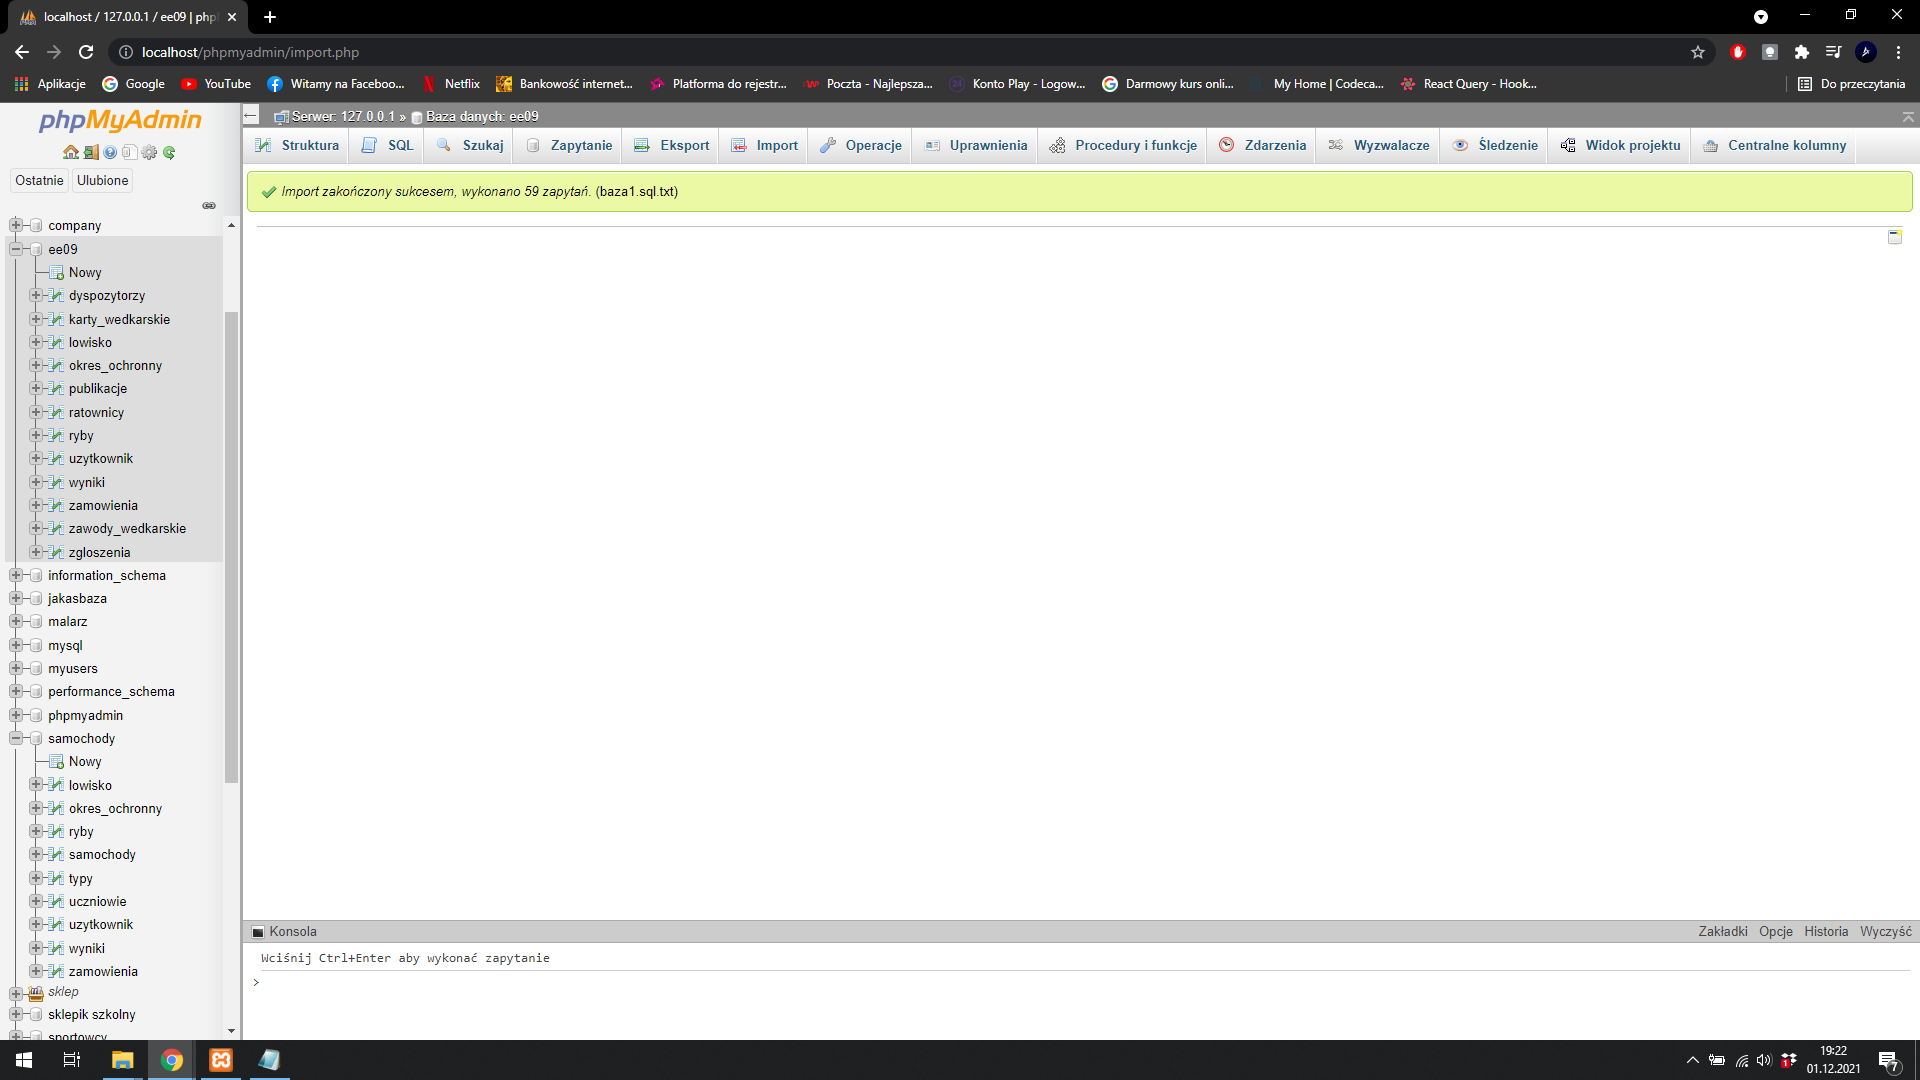 localhost / 127.0.0.1 / ee09 | php
localhost/phpmyadmin/import.php
Aplikacje Google YouTube Witamy na Faceboo... Netflix Bankowość internet... Platforma do rejestr... Poczta - Najlepsza... 24 Konto Play - Logow... Darmowy kurs onli... My Home | Codeca... React Query - Hook... Do przeczytania
phpMyAdmin
Ostatnie Ulubione
company
ee09
Nowy
dyspozytorzy
karty_wedkarskie
lowisko
okres_ochronny
publikacje
ratownicy
ryby
uzytkownik
wyniki
zamowienia
zawody_wedkarskie
zgloszenia
information_schema
jakasbaza
malarz
mysql
myusers
performance_schema
phpmyadmin
samochody
Nowy
lowisko
okres_ochronny
ryby
samochody
typy
uczniowie
uzytkownik
wyniki
zamowienia
sklep
sklepik szkolny
sportowcy
Serwer: 127.0.0.1 » Baza danych: ee09
Struktura SQL Szukaj Zapytanie Eksport Import Operacje Uprawnienia Procedury i funkcje Zdarzenia Wyzwalacze Śledzenie Widok projektu Centralne kolumny
Import zakończony sukcesem, wykonano 59 zapytań. (baza1.sql.txt)
Konsola Zakładki Opcje Historia Wyczyść
Wciśnij Ctrl+Enter aby wykonać zapytanie
>
19:22
01.12.2021
1
7